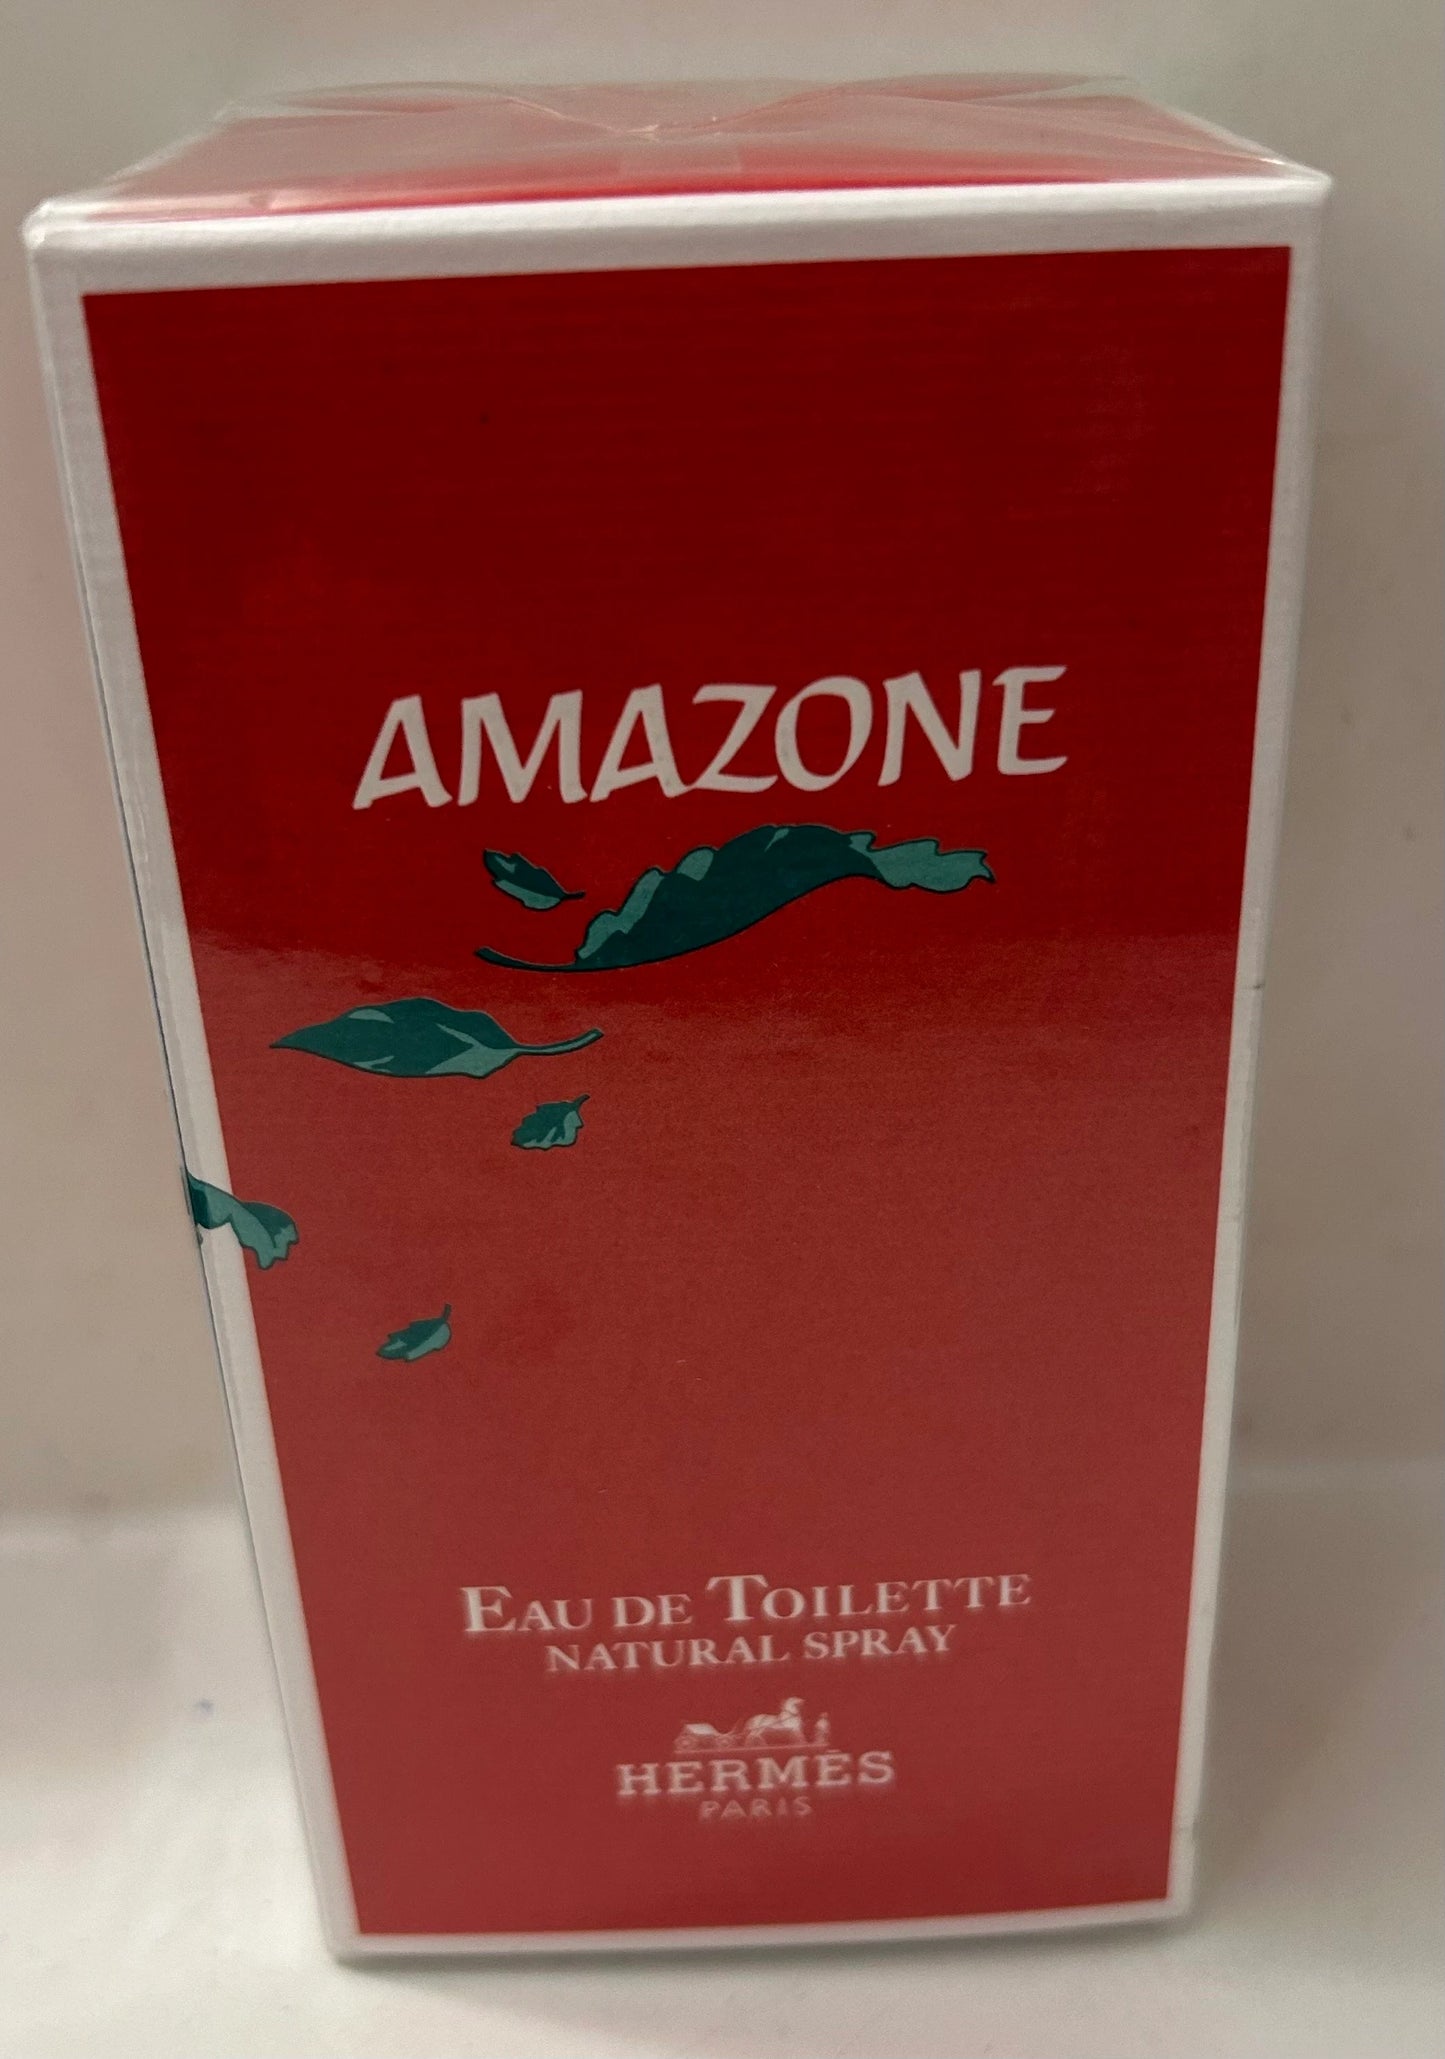 AMAZONE
EAU DE TOILETTE
NATURAL SPRAY
HERMÈS
PARIS